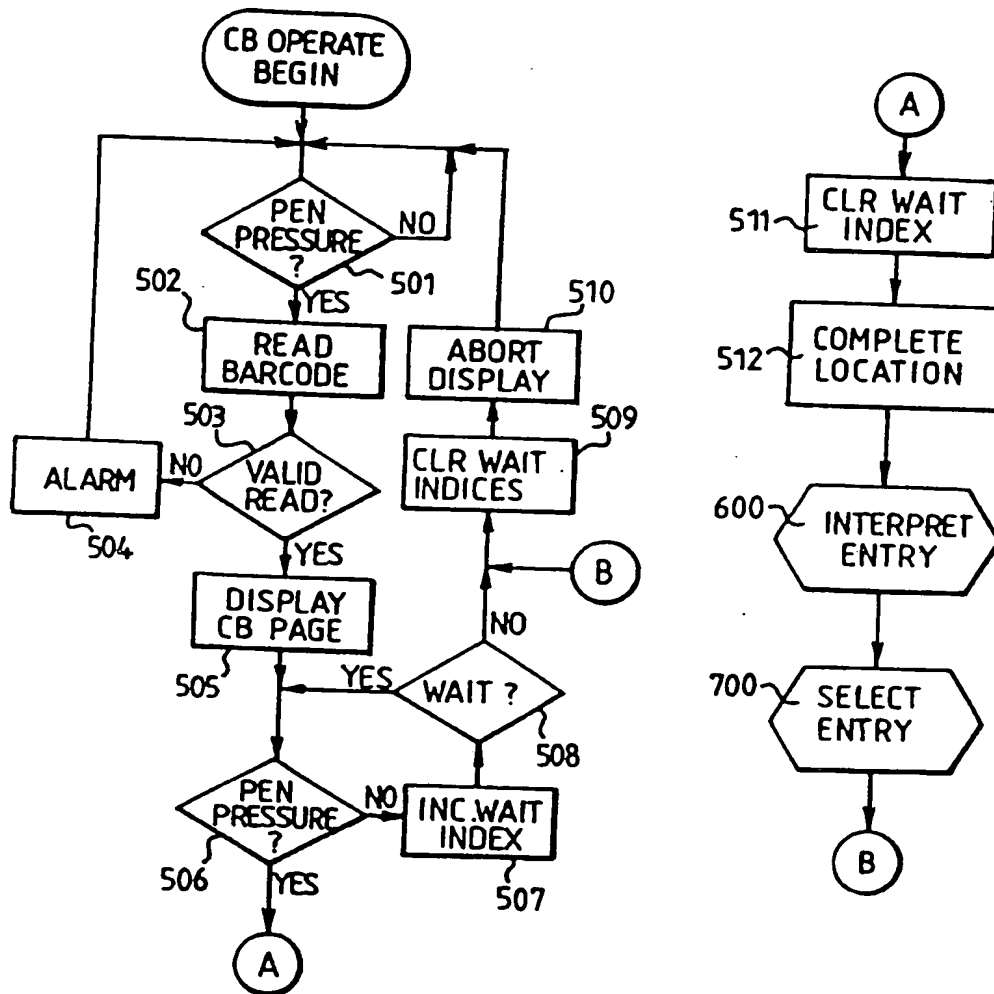 CB OPERATE
BEGIN
PEN
PRESSURE
?
NO
501
YES
502
READ
BARCODE
503
VALID
READ?
NO
ALARM
504
YES
DISPLAY
CB PAGE
505
YES
PEN
PRESSURE
?
NO
506
YES
A
510
ABORT
DISPLAY
509
CLR WAIT
INDICES
B
NO
WAIT ?
508
INC.WAIT
INDEX
507
A
511
CLR WAIT
INDEX
512
COMPLETE
LOCATION
600
INTERPRET
ENTRY
700
SELECT
ENTRY
B